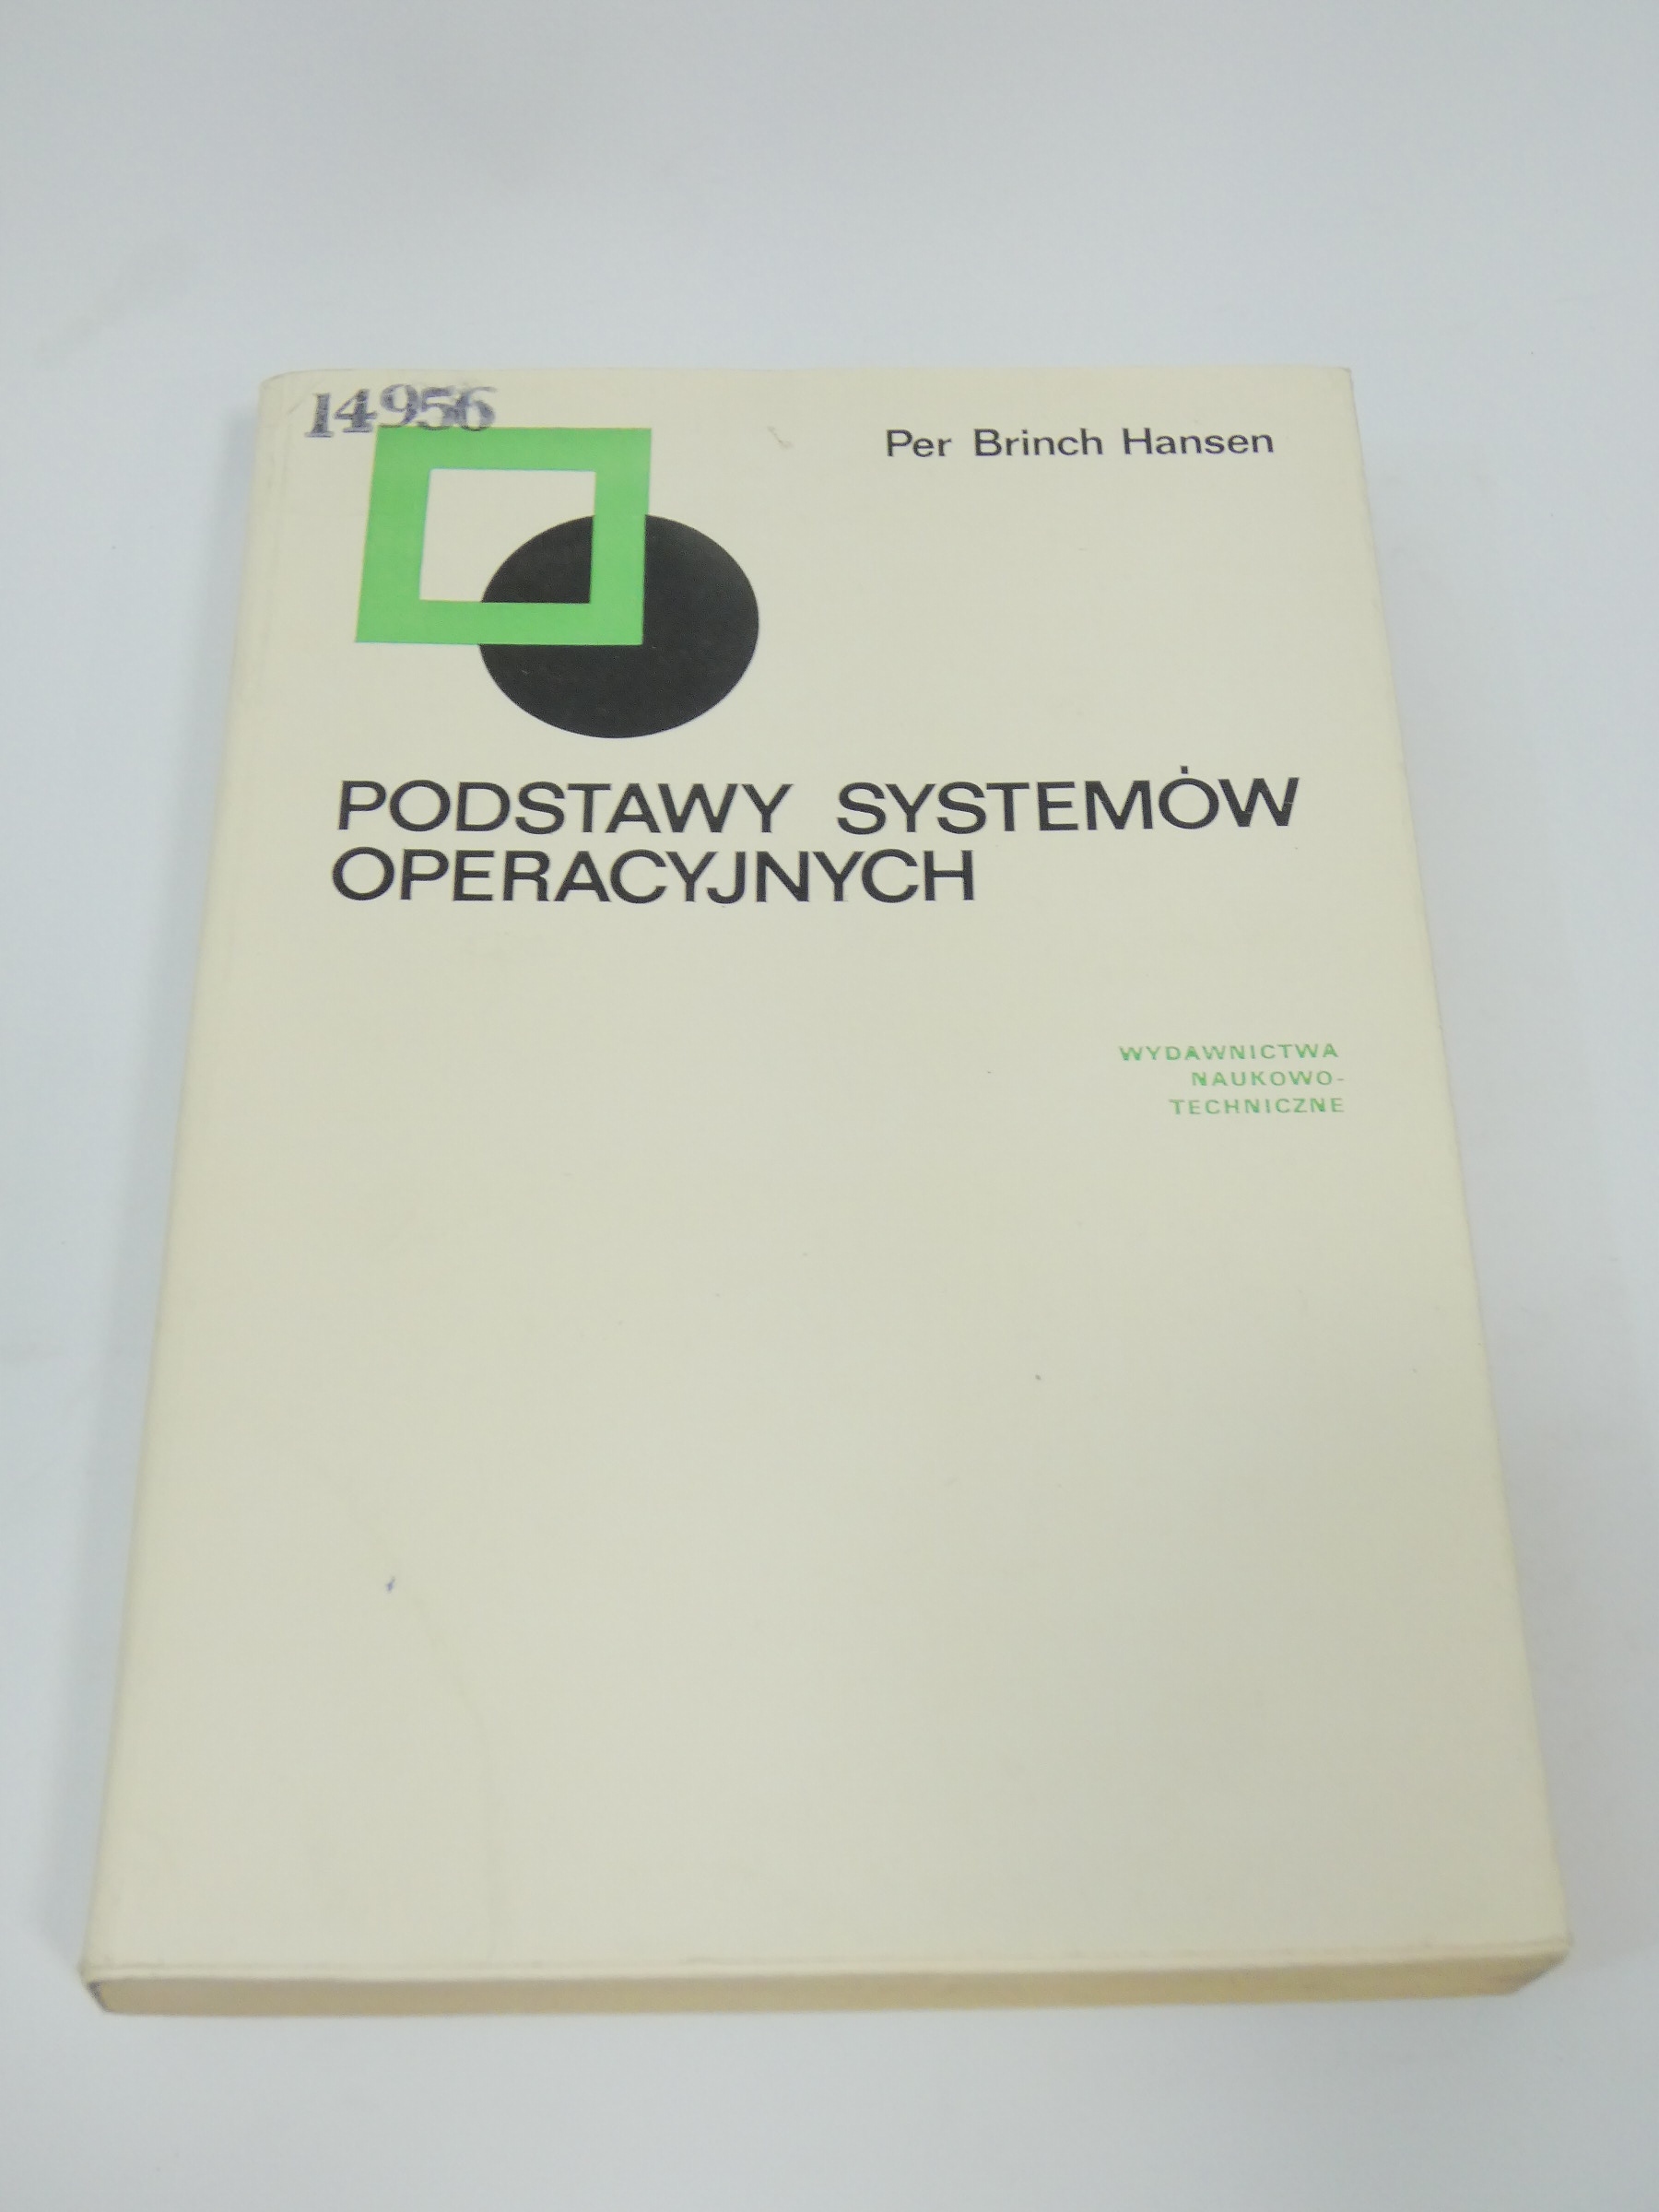 14956
Per Brinch Hansen
PODSTAWY SYSTEMÓW
OPERACYJNYCH
WYDAWNICTWA
NAUKOWO-
TECHNICZNE